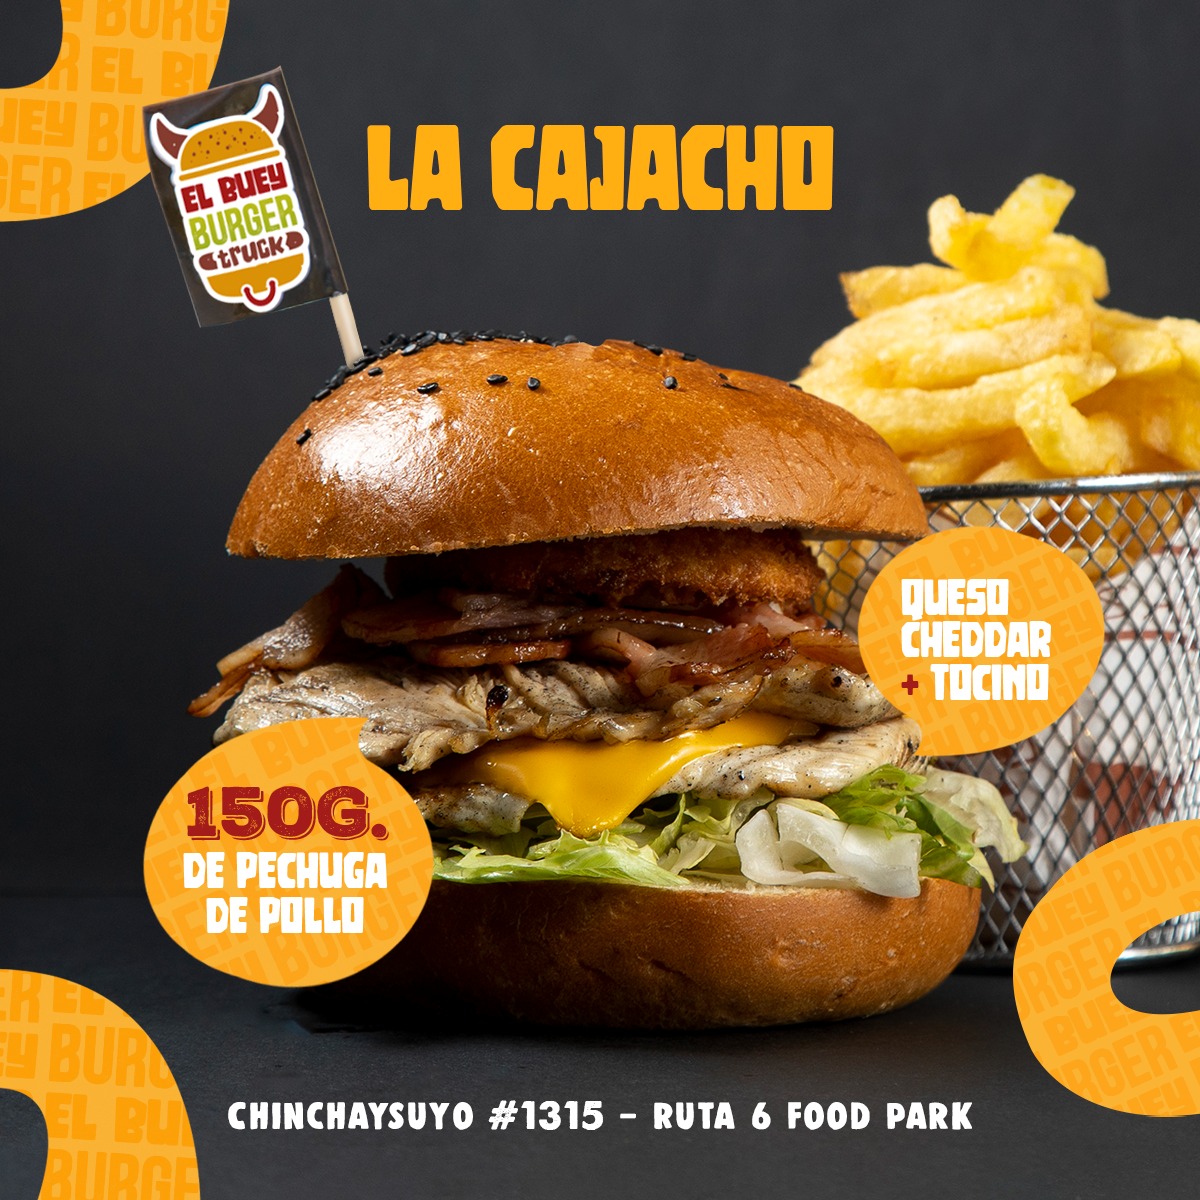 LA CAJACHO
EL BUEY
BURGER
truck
QUESO
CHEDDAR
+ TOCINO
150G.
DE PECHUGA
DE POLLO
CHINCHAYSUYO #1315 - RUTA 6 FOOD PARK